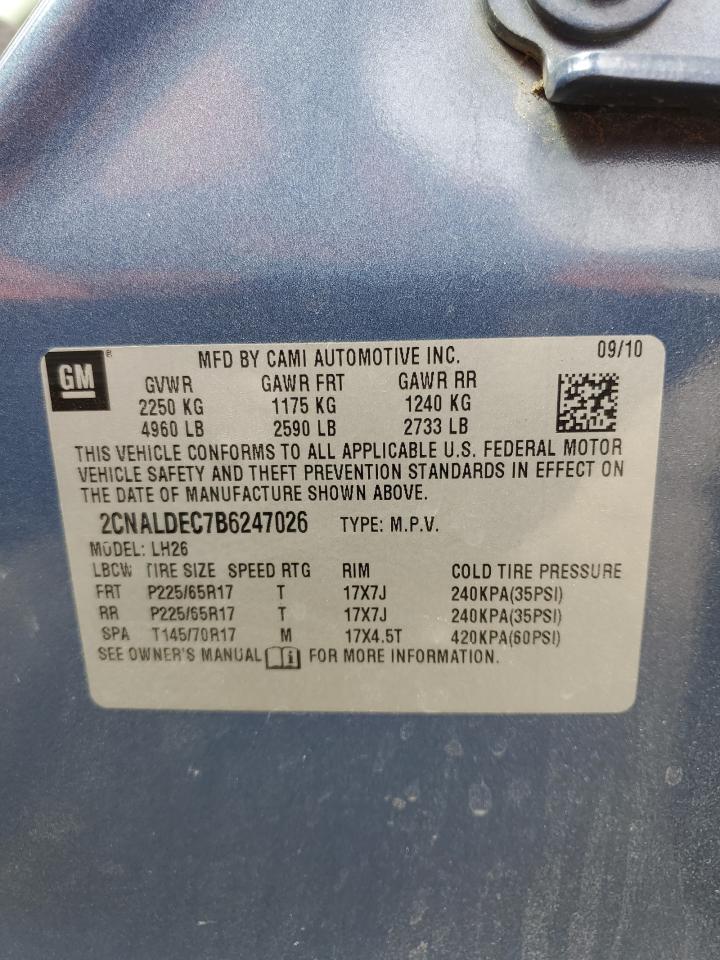 GM
MFD BY CAMI AUTOMOTIVE INC. 09/10
GVWR GAWR FRT GAWR RR
2250 KG 1175 KG 1240 KG
4960 LB 2590 LB 2733 LB
THIS VEHICLE CONFORMS TO ALL APPLICABLE U.S. FEDERAL MOTOR
VEHICLE SAFETY AND THEFT PREVENTION STANDARDS IN EFFECT ON
THE DATE OF MANUFACTURE SHOWN ABOVE.
2CNALDEC7B6247026 TYPE: M.P.V.
MODEL: LH26
LBCW TIRE SIZE SPEED RTG RIM COLD TIRE PRESSURE
FRT P225/65R17 T 17X7J 240KPA(35PSI)
RR P225/65R17 T 17X7J 240KPA(35PSI)
SPA T145/70R17 M 17X4.5T 420KPA(60PSI)
SEE OWNER'S MANUAL i FOR MORE INFORMATION.